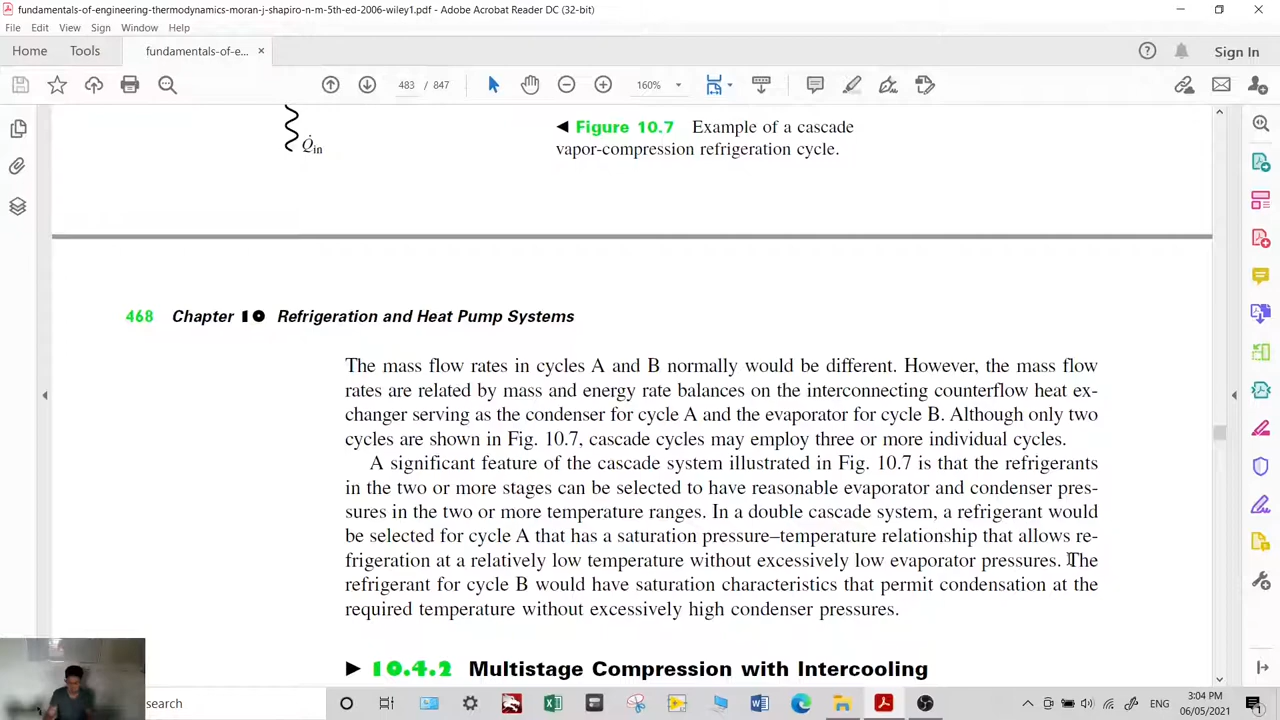 fundamentals-of-engineering-thermodynamics-moran-j-shapiro-n-m-5th-ed-2006-wiley1.pdf - Adobe Acrobat Reader DC (32-bit)
File Edit View Sign Window Help
Home Tools fundamentals-of-e... × Sign In
483 / 847 160%
Q̇in
◄ Figure 10.7 Example of a cascade
vapor-compression refrigeration cycle.
468 Chapter 10 Refrigeration and Heat Pump Systems
The mass flow rates in cycles A and B normally would be different. However, the mass flow
rates are related by mass and energy rate balances on the interconnecting counterflow heat ex-
changer serving as the condenser for cycle A and the evaporator for cycle B. Although only two
cycles are shown in Fig. 10.7, cascade cycles may employ three or more individual cycles.
A significant feature of the cascade system illustrated in Fig. 10.7 is that the refrigerants
in the two or more stages can be selected to have reasonable evaporator and condenser pres-
sures in the two or more temperature ranges. In a double cascade system, a refrigerant would
be selected for cycle A that has a saturation pressure–temperature relationship that allows re-
frigeration at a relatively low temperature without excessively low evaporator pressures. The
refrigerant for cycle B would have saturation characteristics that permit condensation at the
required temperature without excessively high condenser pressures.
► 10.4.2 Multistage Compression with Intercooling
search ENG 3:04 PM
06/05/2021